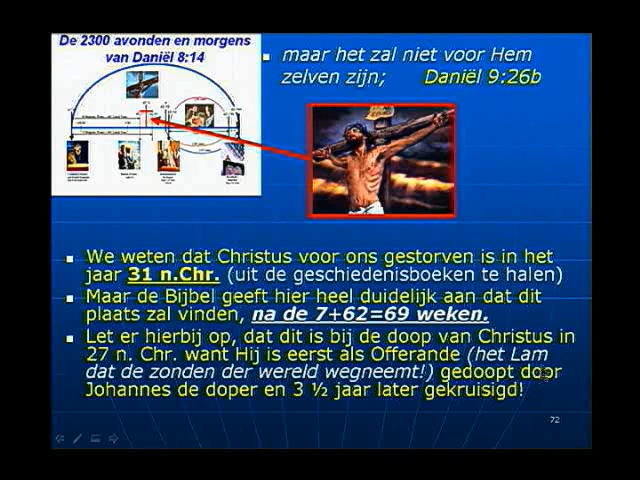 De 2300 avonden en morgens
van Daniël 8:14
maar het zal niet voor Hem
zelven zijn; Daniël 9:26b
We weten dat Christus voor ons gestorven is in het
jaar 31 n.Chr. (uit de geschiedenisboeken te halen)
Maar de Bijbel geeft hier heel duidelijk aan dat dit
plaats zal vinden, na de 7+62=69 weken.
Let er hierbij op, dat dit is bij de doop van Christus in
27 n. Chr. want Hij is eerst als Offerande (het Lam
dat de zonden der wereld wegneemt!) gedoopt door
Johannes de doper en 3 ½ jaar later gekruisigd!
72